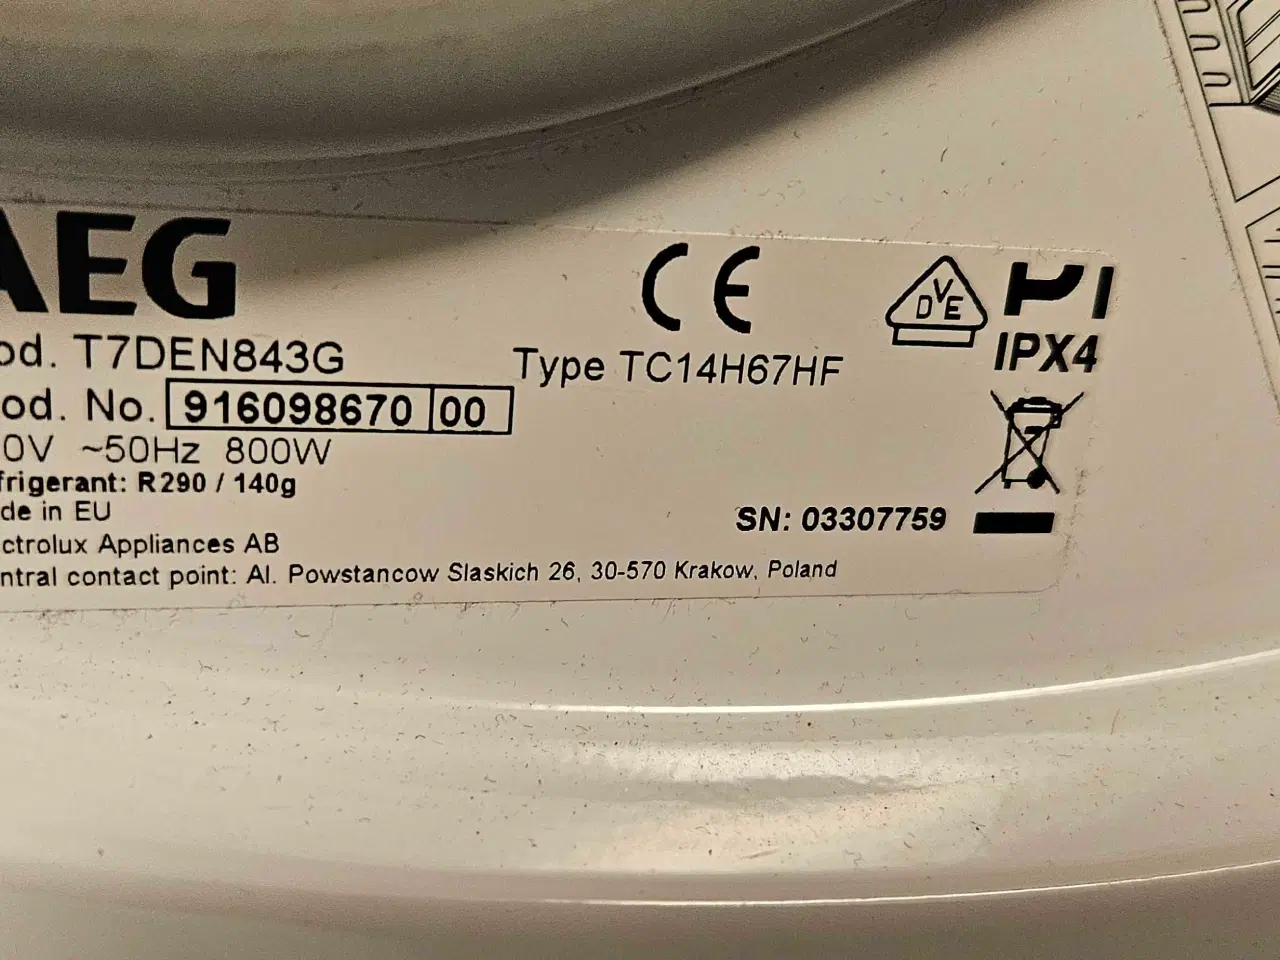 AEG
CE
DVE
IPX4
od. T7DEN843G
Type TC14H67HF
od. No. 916098670 00
0V ~50Hz 800W
frigerant: R290 / 140g
de in EU
SN: 03307759
ctrolux Appliances AB
ntral contact point: Al. Powstancow Slaskich 26, 30-570 Krakow, Poland